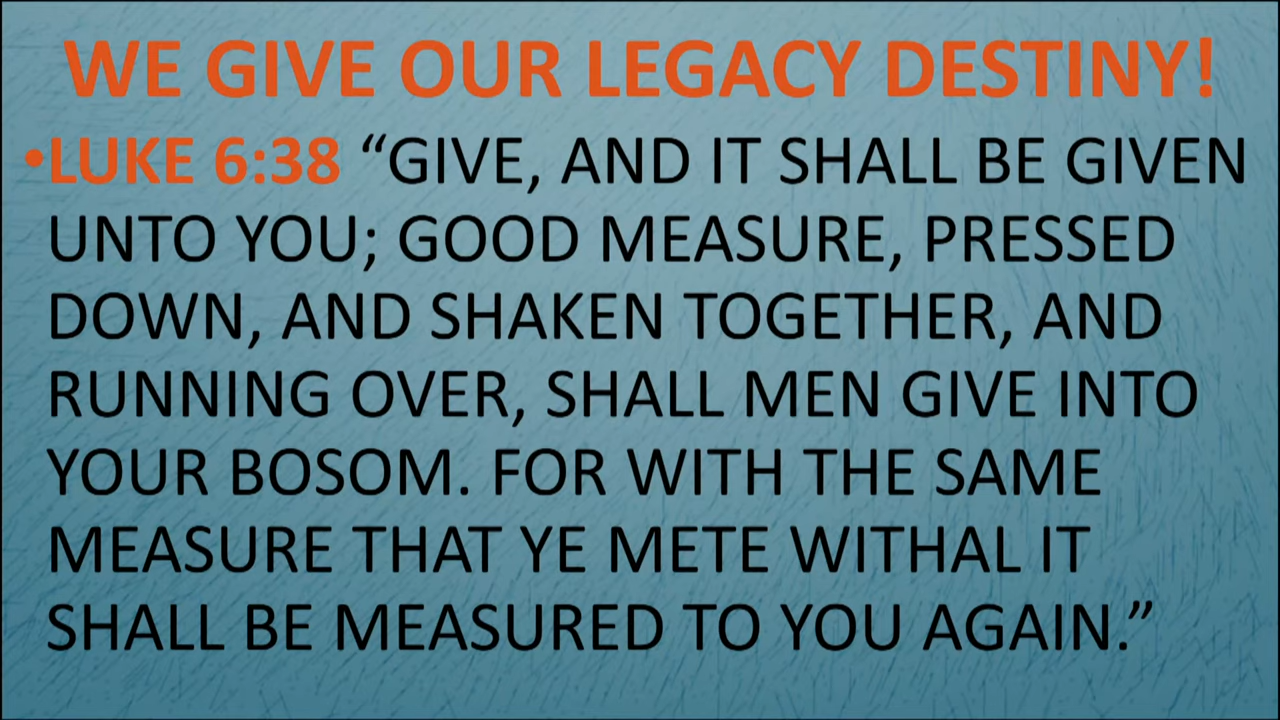 WE GIVE OUR LEGACY DESTINY!
•LUKE 6:38 “GIVE, AND IT SHALL BE GIVEN
UNTO YOU; GOOD MEASURE, PRESSED
DOWN, AND SHAKEN TOGETHER, AND
RUNNING OVER, SHALL MEN GIVE INTO
YOUR BOSOM. FOR WITH THE SAME
MEASURE THAT YE METE WITHAL IT
SHALL BE MEASURED TO YOU AGAIN.”